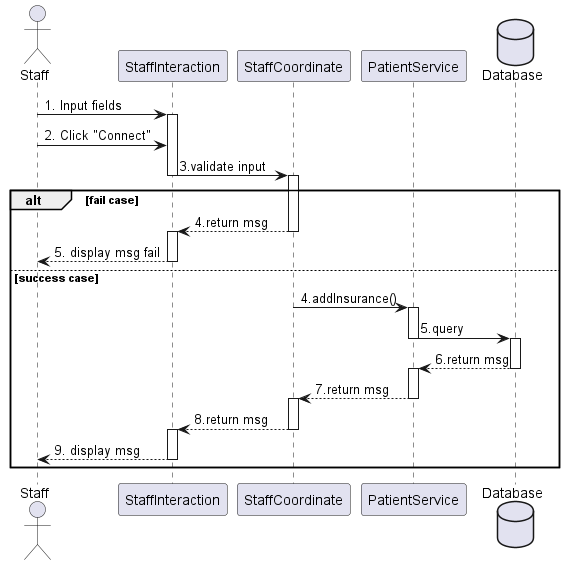 Staff
StaffInteraction
StaffCoordinate
PatientService
Database
1. Input fields
2. Click "Connect"
3.validate input
alt
[fail case]
4.return msg
5. display msg fail
[success case]
4.addInsurance()
5.query
6.return msg
7.return msg
8.return msg
9. display msg
Staff
StaffInteraction
StaffCoordinate
PatientService
Database